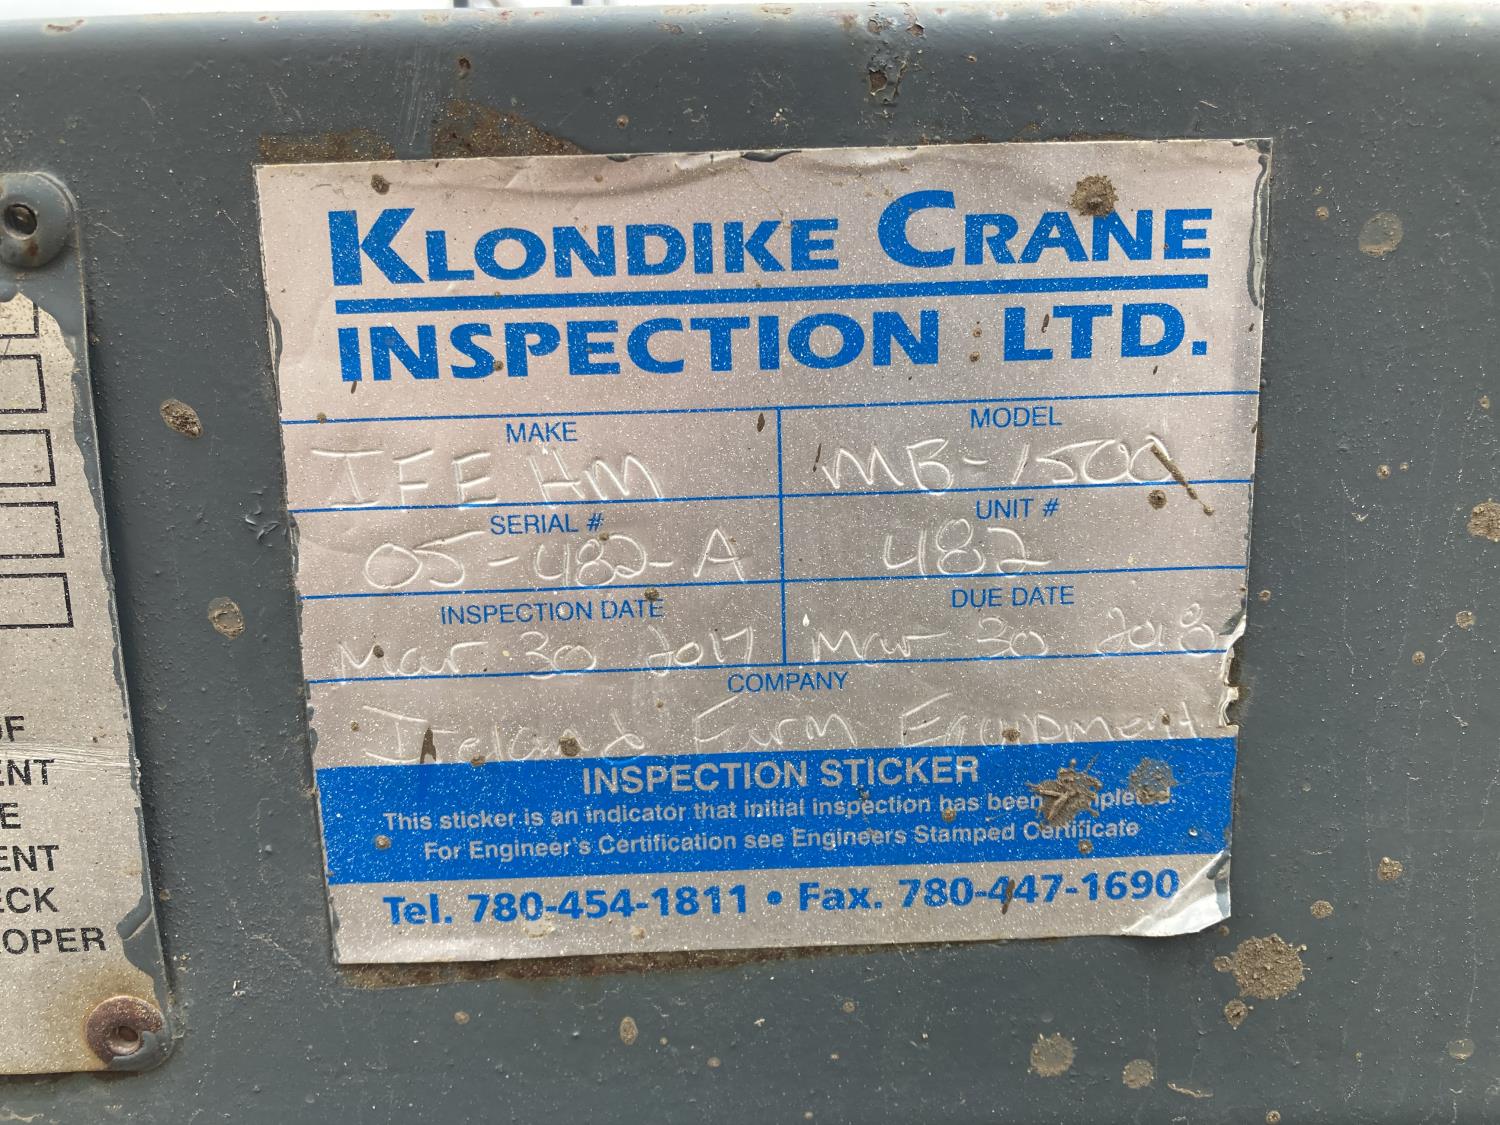 KLONDIKE CRANE
INSPECTION LTD.
MAKE
IFE HM
MODEL
MB-1500
SERIAL #
05-482-A
UNIT #
482
INSPECTION DATE
Mar 30 2017
DUE DATE
Mar 30 2018
COMPANY
Ireland Farm Equipment
INSPECTION STICKER
This sticker is an indicator that initial inspection has been completed.
For Engineer's Certification see Engineers Stamped Certificate
Tel. 780-454-1811 • Fax. 780-447-1690
OF
ENT
E
ENT
ECK
OPER